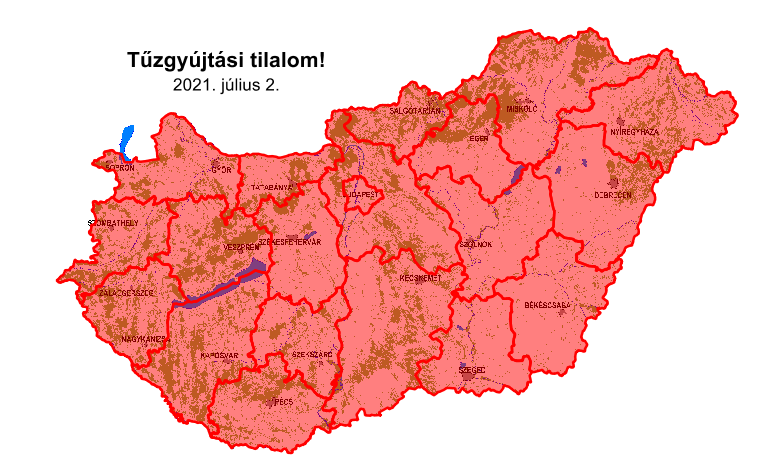 Tűzgyújtási tilalom!
2021. július 2.
SALGÓTARJÁN
MISKOLC
EGER
NYÍREGYHÁZA
SOPRON
GYŐR
TATABÁNYA
BUDAPEST
DEBRECEN
SZOMBATHELY
VESZPRÉM
SZÉKESFEHÉRVÁR
SZOLNOK
ZALAEGERSZEG
KECSKEMÉT
BÉKÉSCSABA
NAGYKANIZSA
KAPOSVÁR
SZEKSZÁRD
SZEGED
PÉCS